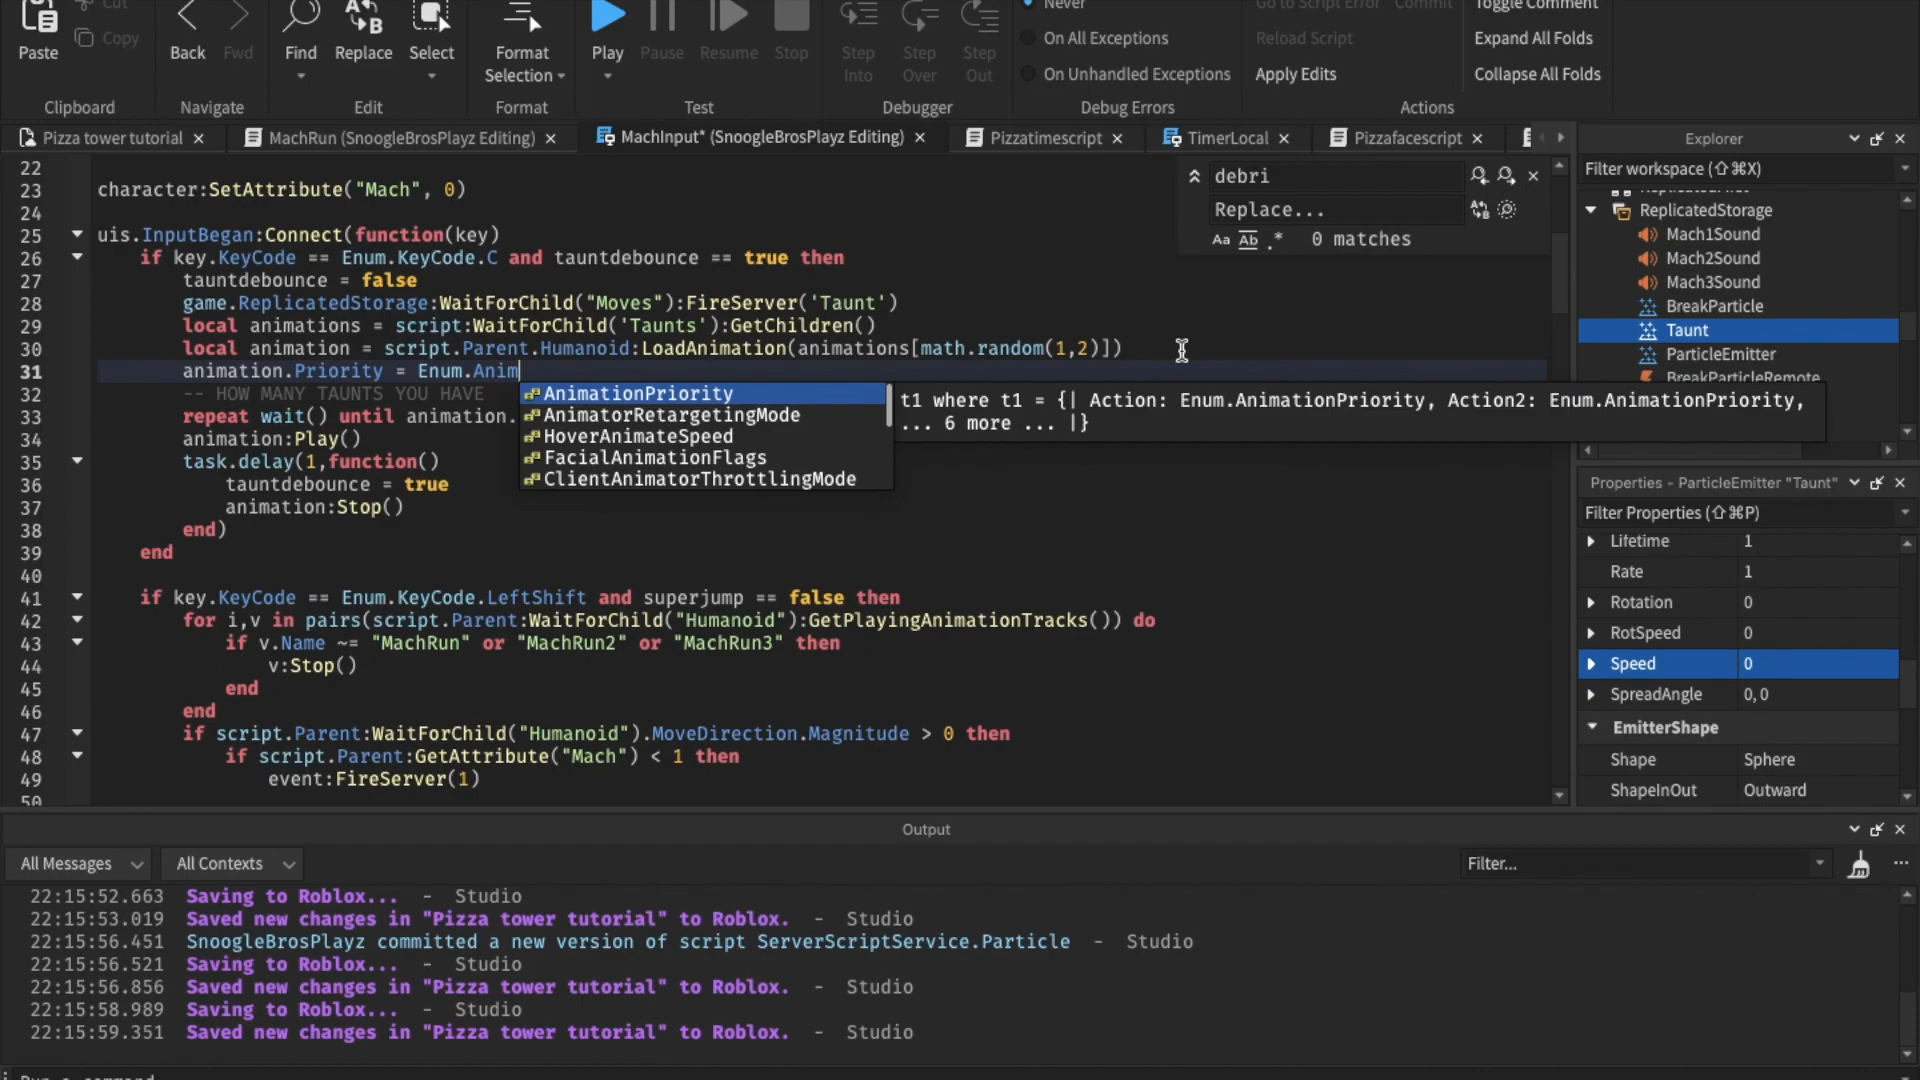 Cut
Never
Go to Script Error Commit
Toggle Comment
Paste
Copy
Back
Fwd
Find
Replace
Select
Format
Selection
Play
Pause
Resume
Stop
Step
Into
Step
Over
Step
Out
On All Exceptions
On Unhandled Exceptions
Reload Script
Apply Edits
Expand All Folds
Collapse All Folds
Clipboard
Navigate
Edit
Format
Test
Debugger
Debug Errors
Actions
Pizza tower tutorial
MachRun (SnoogleBrosPlayz Editing)
MachInput* (SnoogleBrosPlayz Editing)
Pizzatimescript
TimerLocal
Pizzafacescript
debri
Replace...
Aa Ab .* 0 matches
22
23 character:SetAttribute("Mach", 0)
24
25 uis.InputBegan:Connect(function(key)
26 if key.KeyCode == Enum.KeyCode.C and tauntdebounce == true then
27 tauntdebounce = false
28 game.ReplicatedStorage:WaitForChild("Moves"):FireServer('Taunt')
29 local animations = script:WaitForChild('Taunts'):GetChildren()
30 local animation = script.Parent.Humanoid:LoadAnimation(animations[math.random(1,2)])
31 animation.Priority = Enum.Anim
32 -- HOW MANY TAUNTS YOU HAVE
33 repeat wait() until animation.
34 animation:Play()
35 task.delay(1,function()
36 tauntdebounce = true
37 animation:Stop()
38 end)
39 end
40
41 if key.KeyCode == Enum.KeyCode.LeftShift and superjump == false then
42 for i,v in pairs(script.Parent:WaitForChild("Humanoid"):GetPlayingAnimationTracks()) do
43 if v.Name ~= "MachRun" or "MachRun2" or "MachRun3" then
44 v:Stop()
45 end
46 end
47 if script.Parent:WaitForChild("Humanoid").MoveDirection.Magnitude > 0 then
48 if script.Parent:GetAttribute("Mach") < 1 then
49 event:FireServer(1)
50
AnimationPriority
AnimatorRetargetingMode
HoverAnimateSpeed
FacialAnimationFlags
ClientAnimatorThrottlingMode
t1 where t1 = {| Action: Enum.AnimationPriority, Action2: Enum.AnimationPriority,
... 6 more ... |}
Explorer
Filter workspace (⇧⌘X)
ReplicatedStorage
Mach1Sound
Mach2Sound
Mach3Sound
BreakParticle
Taunt
ParticleEmitter
BreakParticleRemote
Properties - ParticleEmitter "Taunt"
Filter Properties (⇧⌘P)
Lifetime 1
Rate 1
Rotation 0
RotSpeed 0
Speed 0
SpreadAngle 0, 0
EmitterShape
Shape Sphere
ShapeInOut Outward
Output
All Messages
All Contexts
Filter...
22:15:52.663 Saving to Roblox... - Studio
22:15:53.019 Saved new changes in "Pizza tower tutorial" to Roblox. - Studio
22:15:56.451 SnoogleBrosPlayz committed a new version of script ServerScriptService.Particle - Studio
22:15:56.521 Saving to Roblox... - Studio
22:15:56.856 Saved new changes in "Pizza tower tutorial" to Roblox. - Studio
22:15:58.989 Saving to Roblox... - Studio
22:15:59.351 Saved new changes in "Pizza tower tutorial" to Roblox. - Studio
Run a command